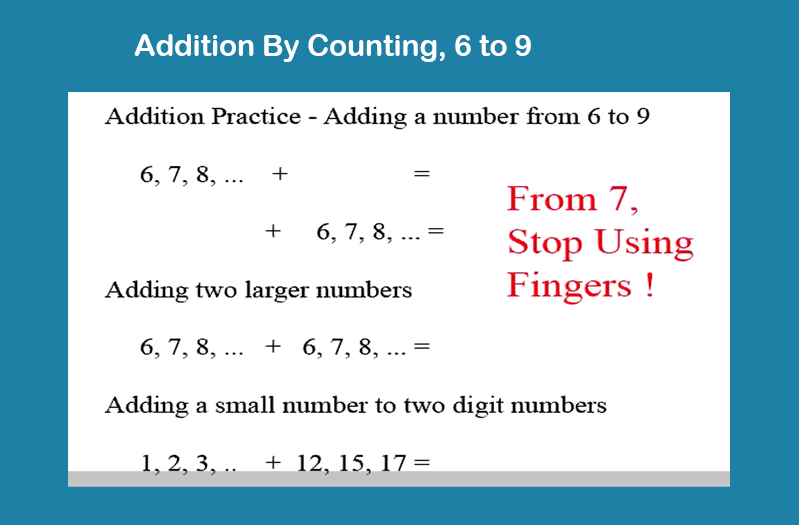 Addition By Counting, 6 to 9
Addition Practice - Adding a number from 6 to 9
6, 7, 8, ... + =
+ 6, 7, 8, ... =
From 7,
Stop Using
Fingers !
Adding two larger numbers
6, 7, 8, ... + 6, 7, 8, ... =
Adding a small number to two digit numbers
1, 2, 3, .. + 12, 15, 17 =